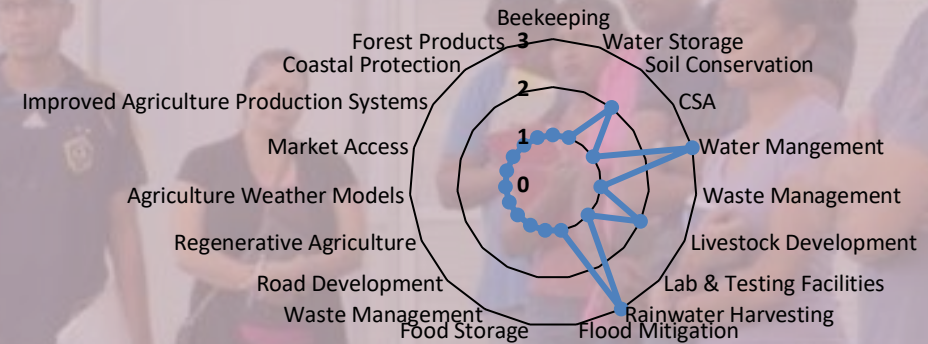 Beekeeping
Forest Products 3 Water Storage
Coastal Protection Soil Conservation
2
Improved Agriculture Production Systems CSA
1
Market Access Water Mangement
0
Agriculture Weather Models Waste Management
Regenerative Agriculture Livestock Development
Road Development Lab & Testing Facilities
Waste Management Rainwater Harvesting
Food Storage Flood Mitigation